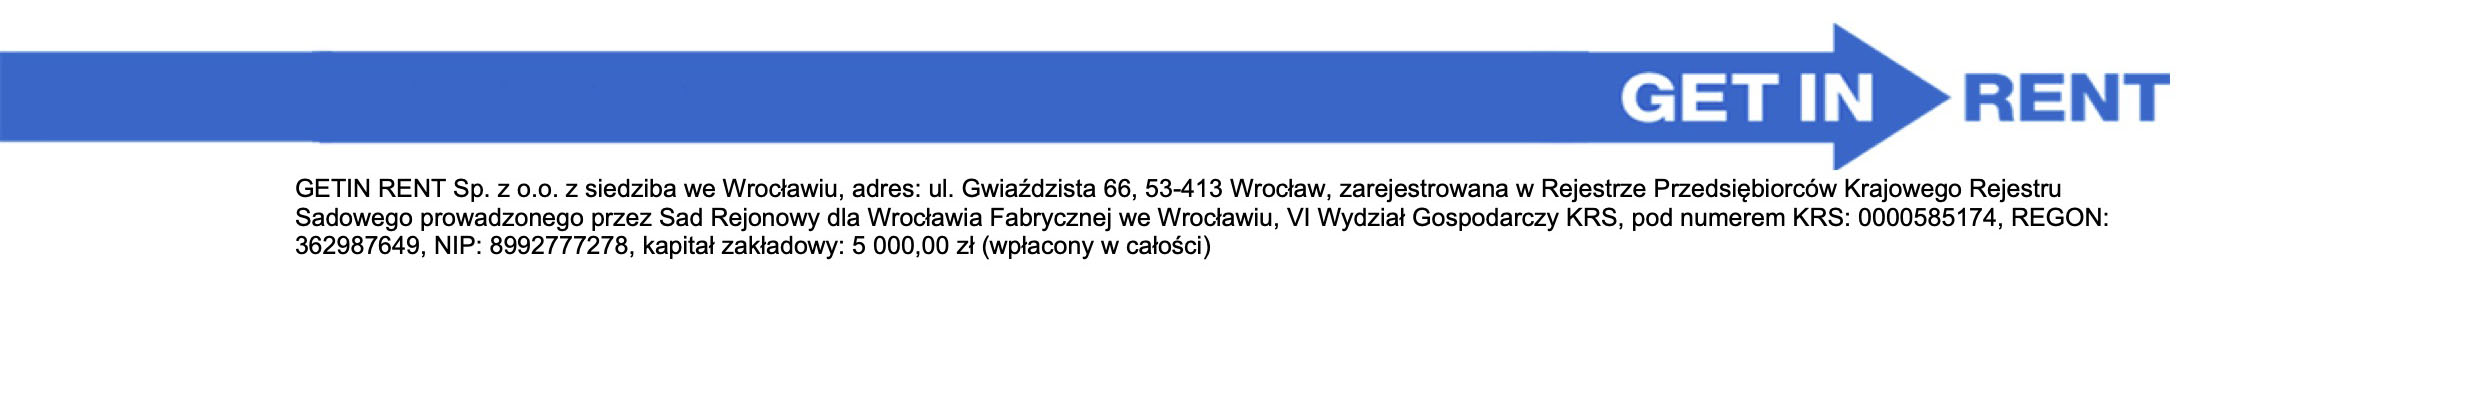 GET IN RENT
GETIN RENT Sp. z o.o. z siedziba we Wrocławiu, adres: ul. Gwiaździsta 66, 53-413 Wrocław, zarejestrowana w Rejestrze Przedsiębiorców Krajowego Rejestru
Sadowego prowadzonego przez Sad Rejonowy dla Wrocławia Fabrycznej we Wrocławiu, VI Wydział Gospodarczy KRS, pod numerem KRS: 0000585174, REGON:
362987649, NIP: 8992777278, kapitał zakładowy: 5 000,00 zł (wpłacony w całości)